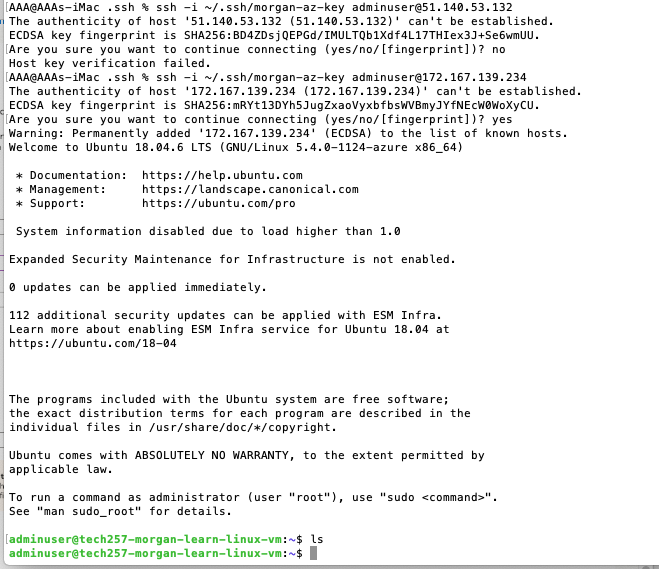 AAA@AAAs-iMac .ssh % ssh -i ~/.ssh/morgan-az-key adminuser@51.140.53.132
The authenticity of host '51.140.53.132 (51.140.53.132)' can't be established.
ECDSA key fingerprint is SHA256:BD4ZDsjQEPGd/IMULTQb1Xdf4L17THIex3J+Se6wmUU.
[Are you sure you want to continue connecting (yes/no/[fingerprint])? no
Host key verification failed.
[AAA@AAAs-iMac .ssh % ssh -i ~/.ssh/morgan-az-key adminuser@172.167.139.234
The authenticity of host '172.167.139.234 (172.167.139.234)' can't be established.
ECDSA key fingerprint is SHA256:mRYt13DYh5JugZxaoVyxbfbsWVBmyJYfNEcW0WoXyCU.
[Are you sure you want to continue connecting (yes/no/[fingerprint])? yes
Warning: Permanently added '172.167.139.234' (ECDSA) to the list of known hosts.
Welcome to Ubuntu 18.04.6 LTS (GNU/Linux 5.4.0-1124-azure x86_64)
* Documentation: https://help.ubuntu.com
* Management: https://landscape.canonical.com
* Support: https://ubuntu.com/pro
System information disabled due to load higher than 1.0
Expanded Security Maintenance for Infrastructure is not enabled.
0 updates can be applied immediately.
112 additional security updates can be applied with ESM Infra.
Learn more about enabling ESM Infra service for Ubuntu 18.04 at
https://ubuntu.com/18-04
The programs included with the Ubuntu system are free software;
the exact distribution terms for each program are described in the
individual files in /usr/share/doc/*/copyright.
Ubuntu comes with ABSOLUTELY NO WARRANTY, to the extent permitted by
applicable law.
To run a command as administrator (user "root"), use "sudo <command>".
See "man sudo_root" for details.
[adminuser@tech257-morgan-learn-linux-vm:~$ ls
adminuser@tech257-morgan-learn-linux-vm:~$